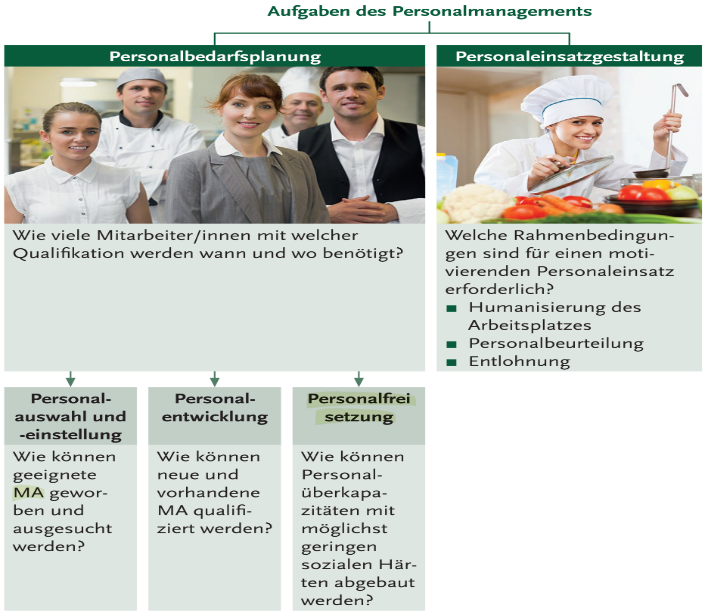 Aufgaben des Personalmanagements
Personalbedarfsplanung
Wie viele Mitarbeiter/innen mit welcher
Qualifikation werden wann und wo benötigt?
Personaleinsatzgestaltung
Welche Rahmenbedingun-
gen sind für einen moti-
vierenden Personaleinsatz
erforderlich?
■ Humanisierung des
Arbeitsplatzes
■ Personalbeurteilung
■ Entlohnung
Personal-
auswahl und
-einstellung
Wie können
geeignete
MA gewor-
ben und
ausgesucht
werden?
Personal-
entwicklung
Wie können
neue und
vorhandene
MA qualifi-
ziert werden?
Personalfrei
setzung
Wie können
Personal-
überkapa-
zitäten mit
möglichst
geringen
sozialen Här-
ten abgebaut
werden?